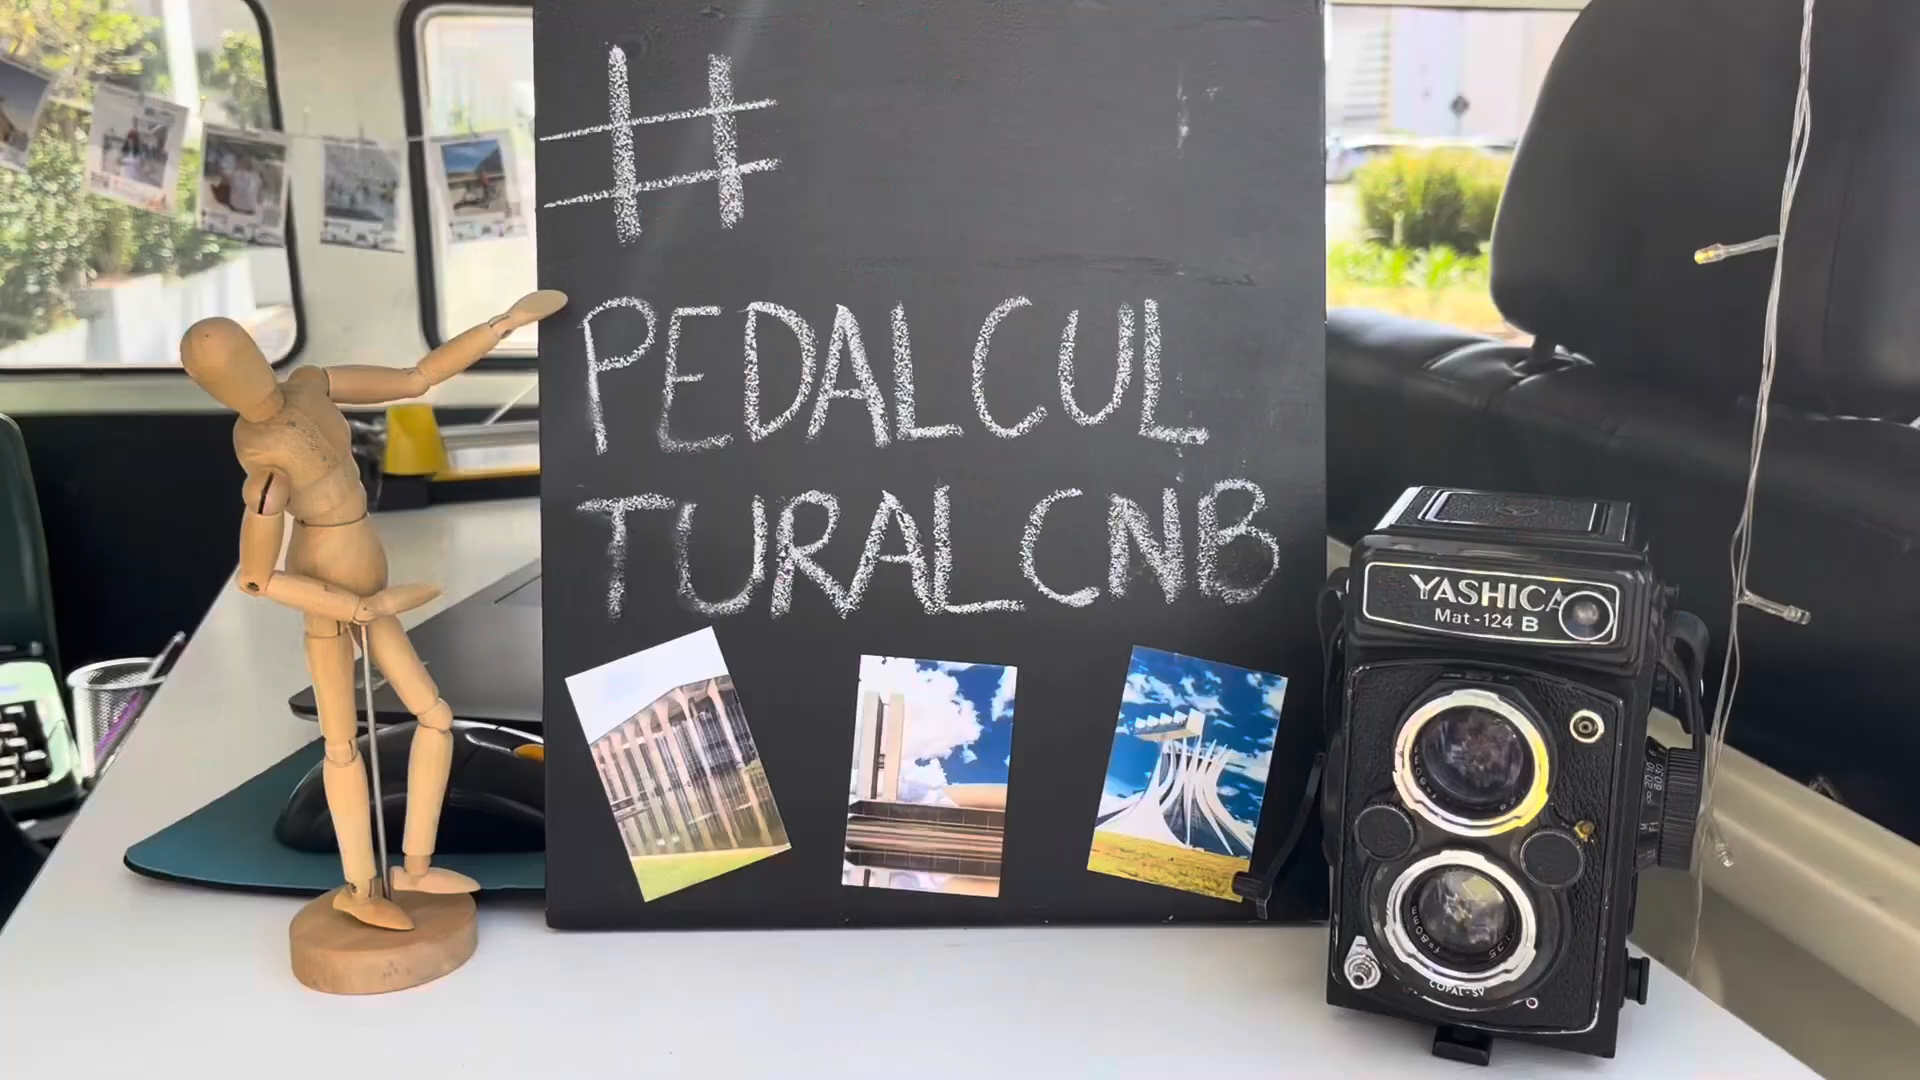 #
PEDALCUL
TURALCNB
YASHICA
Mat-124 B
COPAL-SV